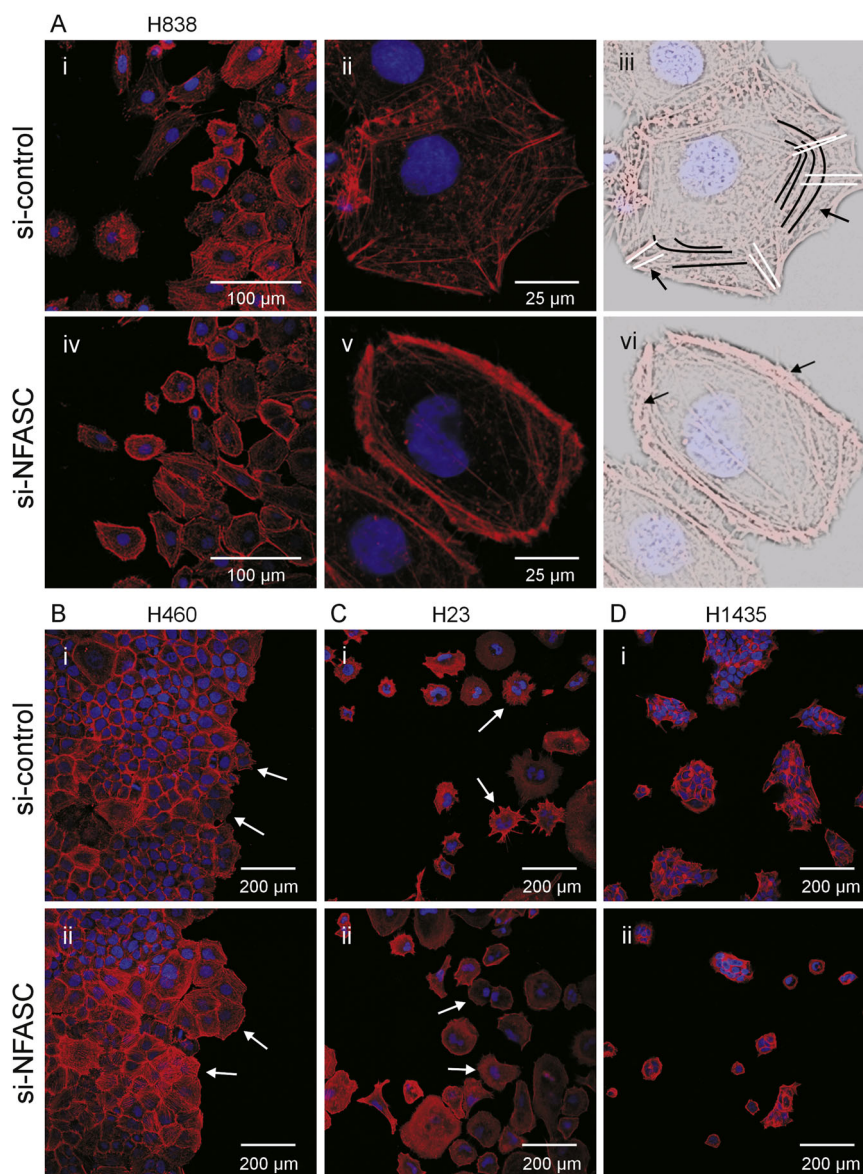 A H838
si-control
i
100 µm
ii
25 µm
iii
si-NFASC
iv
100 µm
v
25 µm
vi
B H460
C H23
D H1435
si-control
i
200 µm
i
200 µm
i
200 µm
si-NFASC
ii
200 µm
ii
200 µm
ii
200 µm